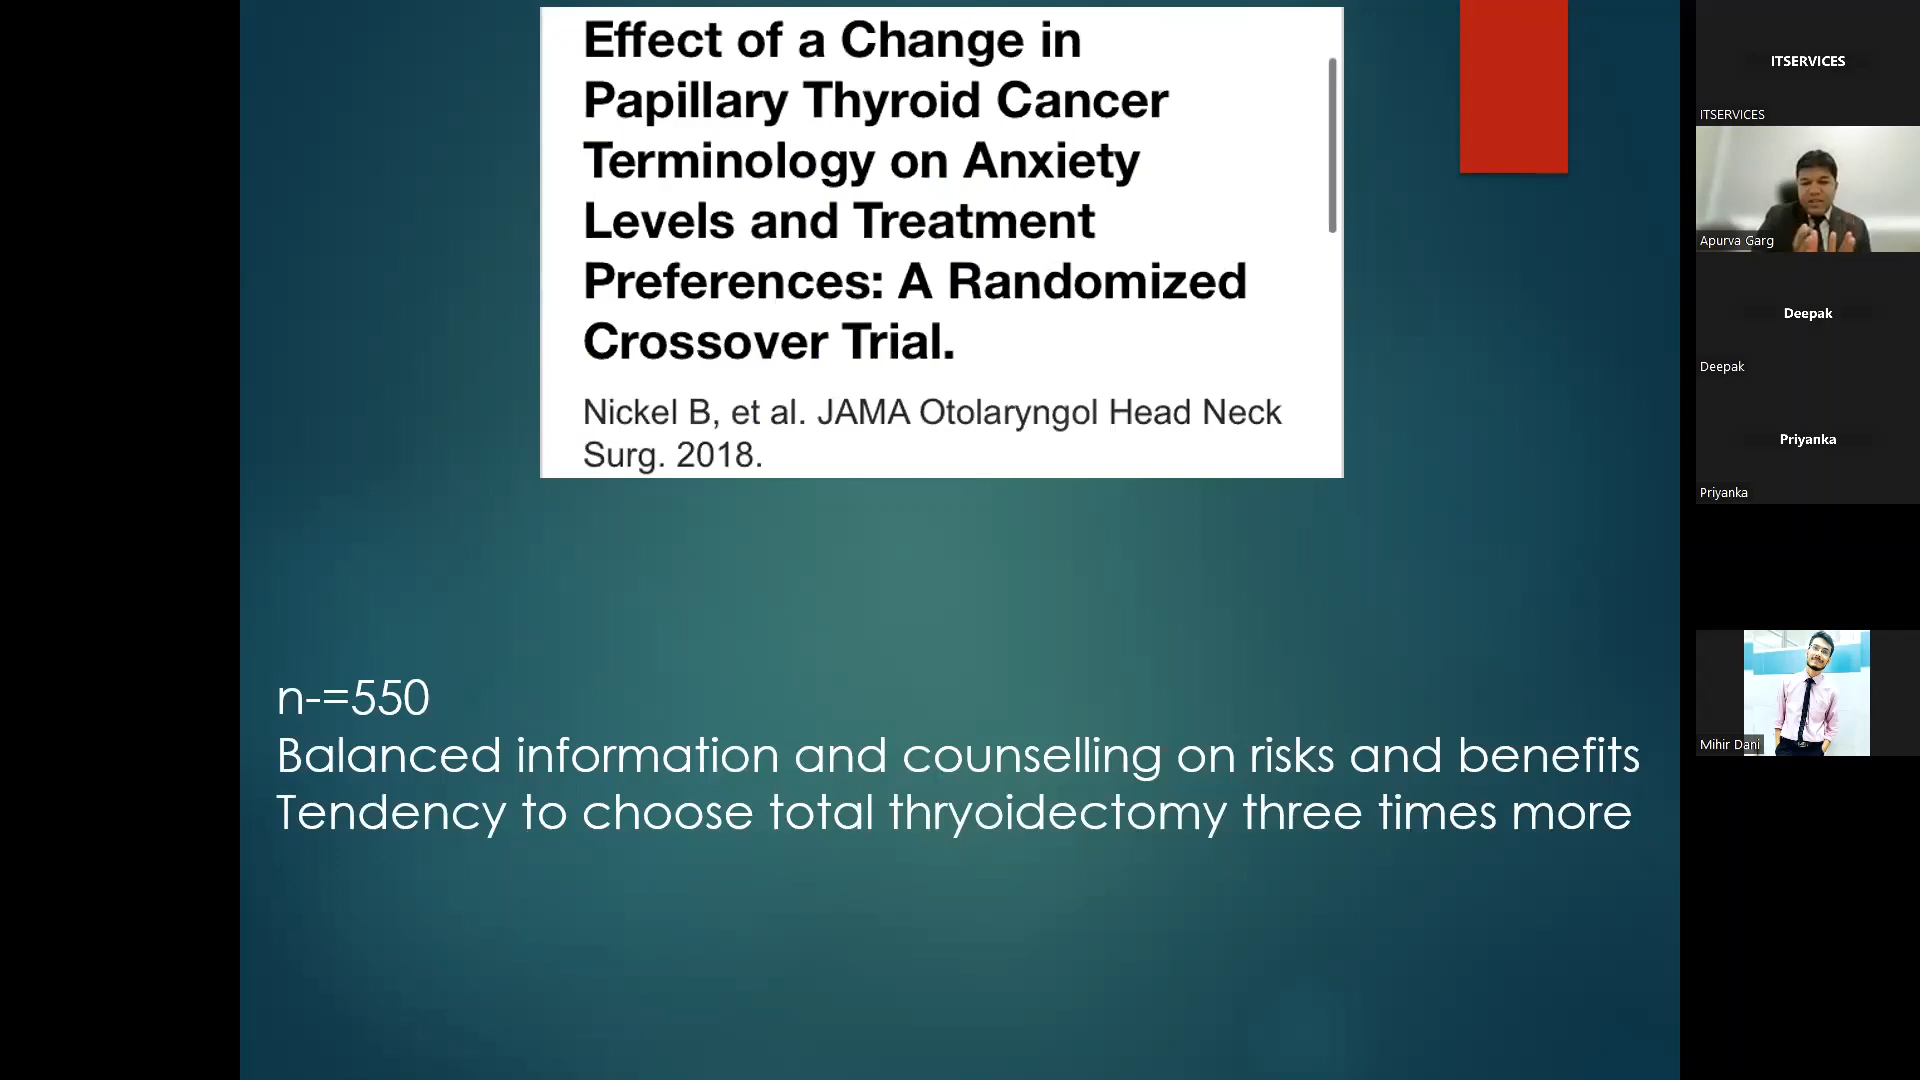 Effect of a Change in
Papillary Thyroid Cancer
Terminology on Anxiety
Levels and Treatment
Preferences: A Randomized
Crossover Trial.
Nickel B, et al. JAMA Otolaryngol Head Neck
Surg. 2018.
n-=550
Balanced information and counselling on risks and benefits
Tendency to choose total thryoidectomy three times more
ITSERVICES
ITSERVICES
Apurva Garg
Deepak
Deepak
Priyanka
Priyanka
Mihir Dani